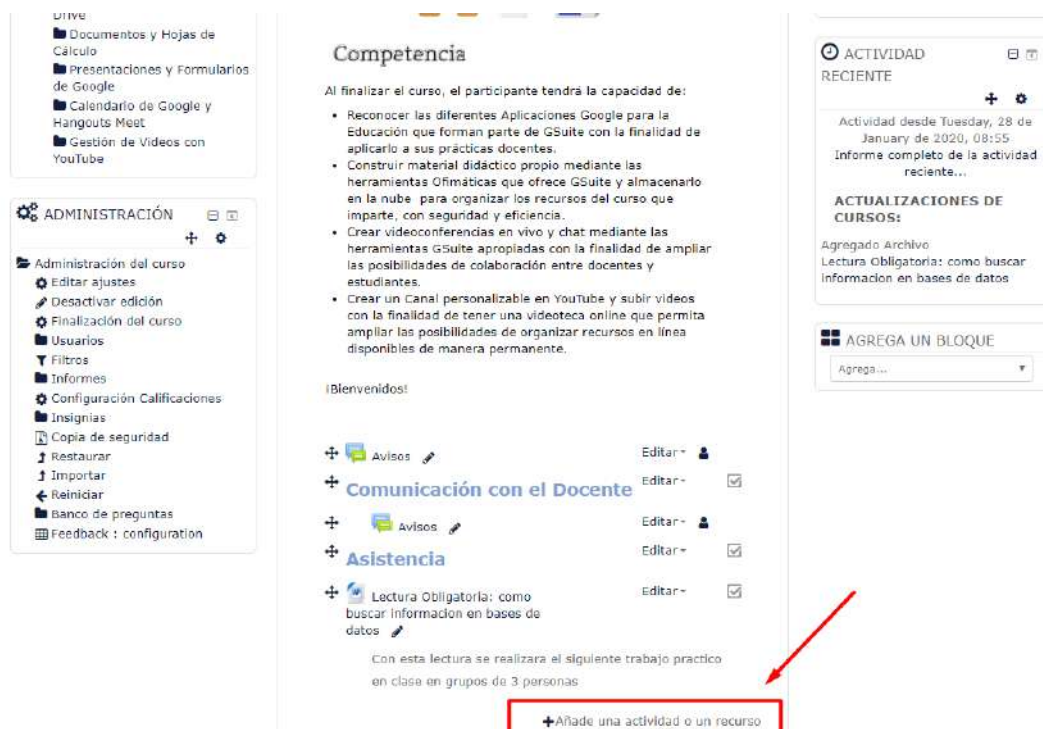 Drive
Documentos y Hojas de
Cálculo
Presentaciones y Formularios
de Google
Calendario de Google y
Hangouts Meet
Gestión de Videos con
YouTube
ADMINISTRACIÓN
Administración del curso
Editar ajustes
Desactivar edición
Finalización del curso
Usuarios
Filtros
Informes
Configuración Calificaciones
Insignias
Copia de seguridad
Restaurar
Importar
Reiniciar
Banco de preguntas
Feedback : configuration
Competencia
Al finalizar el curso, el participante tendrá la capacidad de:
• Reconocer las diferentes Aplicaciones Google para la
Educación que forman parte de GSuite con la finalidad de
aplicarlo a sus prácticas docentes.
• Construir material didáctico propio mediante las
herramientas Ofimáticas que ofrece GSuite y almacenarlo
en la nube para organizar los recursos del curso que
imparte, con seguridad y eficiencia.
• Crear videoconferencias en vivo y chat mediante las
herramientas GSuite apropiadas con la finalidad de ampliar
las posibilidades de colaboración entre docentes y
estudiantes.
• Crear un Canal personalizable en YouTube y subir videos
con la finalidad de tener una videoteca online que permita
ampliar las posibilidades de organizar recursos en línea
disponibles de manera permanente.
¡Bienvenidos!
Avisos Editar
Comunicación con el Docente Editar
Avisos Editar
Asistencia Editar
Lectura Obligatoria: como Editar
buscar informacion en bases de
datos
Con esta lectura se realizara el siguiente trabajo practico
en clase en grupos de 3 personas
+Añade una actividad o un recurso
ACTIVIDAD
RECIENTE
Actividad desde Tuesday, 28 de
January de 2020, 08:55
Informe completo de la actividad
reciente...
ACTUALIZACIONES DE
CURSOS:
Agregado Archivo
Lectura Obligatoria: como buscar
informacion en bases de datos
AGREGA UN BLOQUE
Agrega...